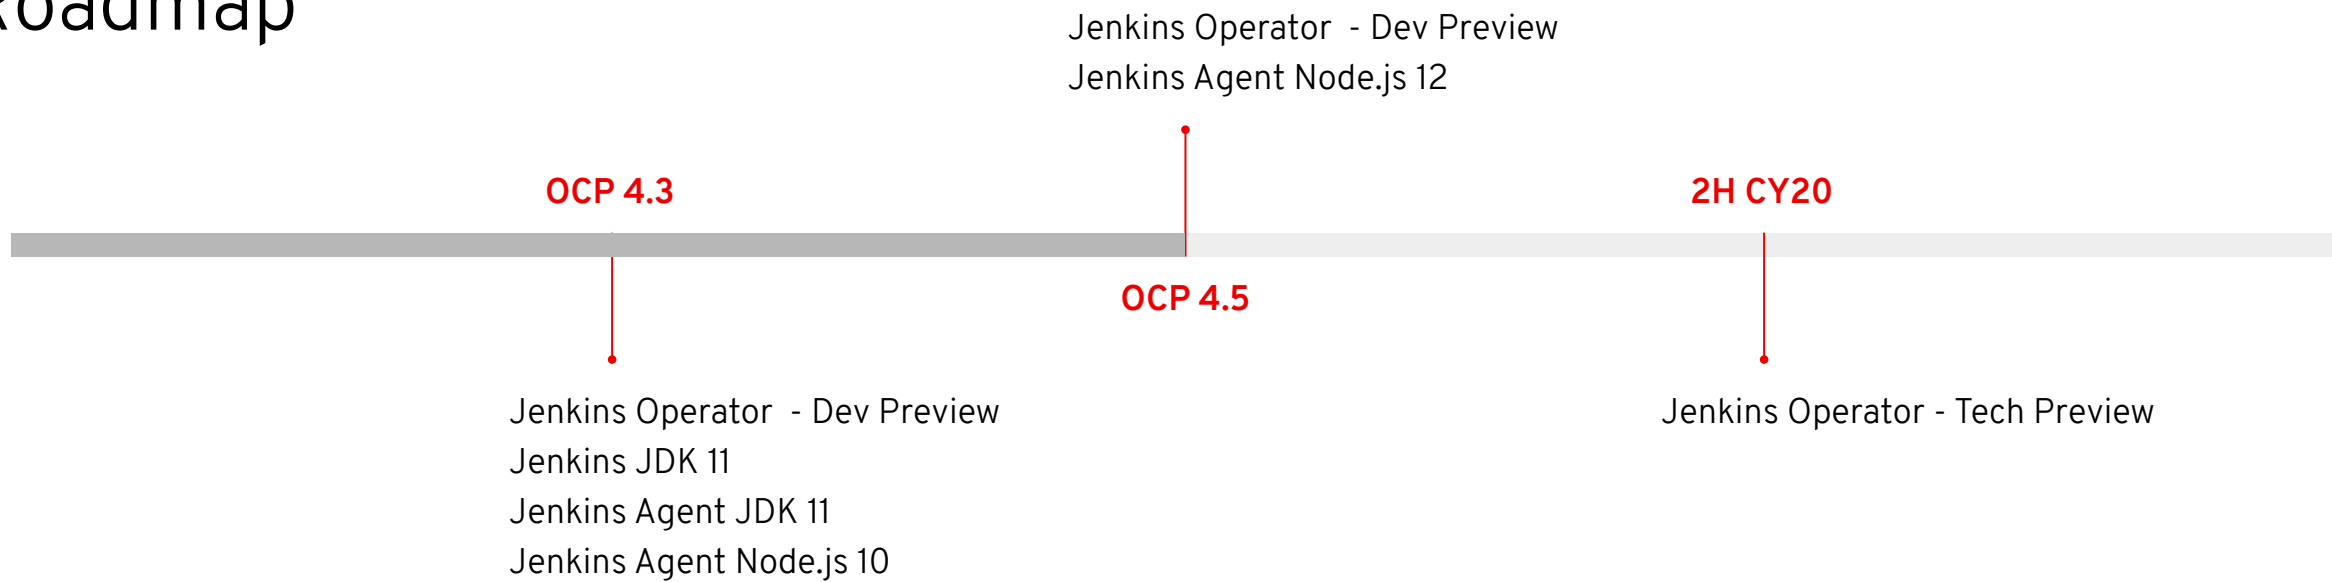 Roadmap
Jenkins Operator - Dev Preview
Jenkins Agent Node.js 12
OCP 4.3
2H CY20
OCP 4.5
Jenkins Operator - Dev Preview
Jenkins JDK 11
Jenkins Agent JDK 11
Jenkins Agent Node.js 10
Jenkins Operator - Tech Preview